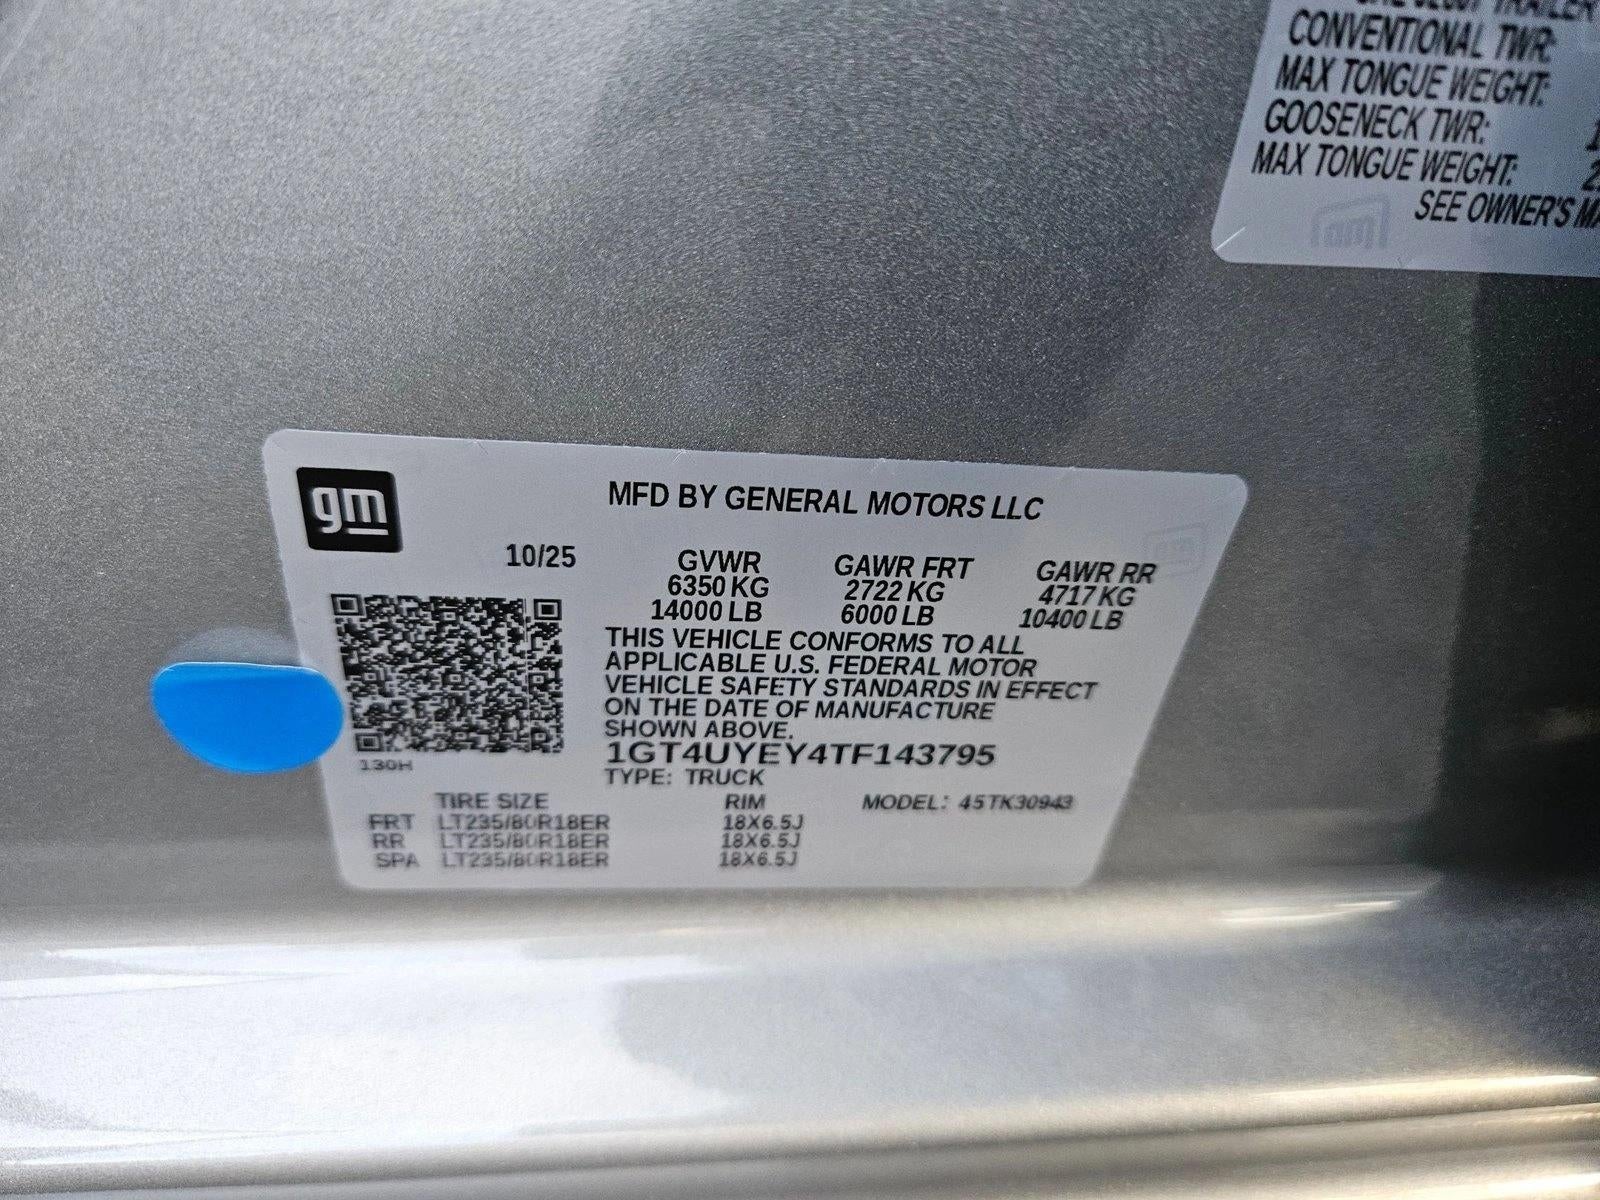 CONVENTIONAL TWR:
MAX TONGUE WEIGHT:
GOOSENECK TWR:
MAX TONGUE WEIGHT:
SEE OWNER'S
gm
gm
MFD BY GENERAL MOTORS LLC
10/25
GVWR GAWR FRT GAWR RR
6350 KG 2722 KG 4717 KG
14000 LB 6000 LB 10400 LB
THIS VEHICLE CONFORMS TO ALL
APPLICABLE U.S. FEDERAL MOTOR
VEHICLE SAFETY STANDARDS IN EFFECT
ON THE DATE OF MANUFACTURE
SHOWN ABOVE.
1GT4UYEY4TF143795
130H
TYPE: TRUCK
TIRE SIZE RIM MODEL: 45TK30943
FRT LT235/80R18ER 18X6.5J
RR LT235/80R18ER 18X6.5J
SPA LT235/80R18ER 18X6.5J